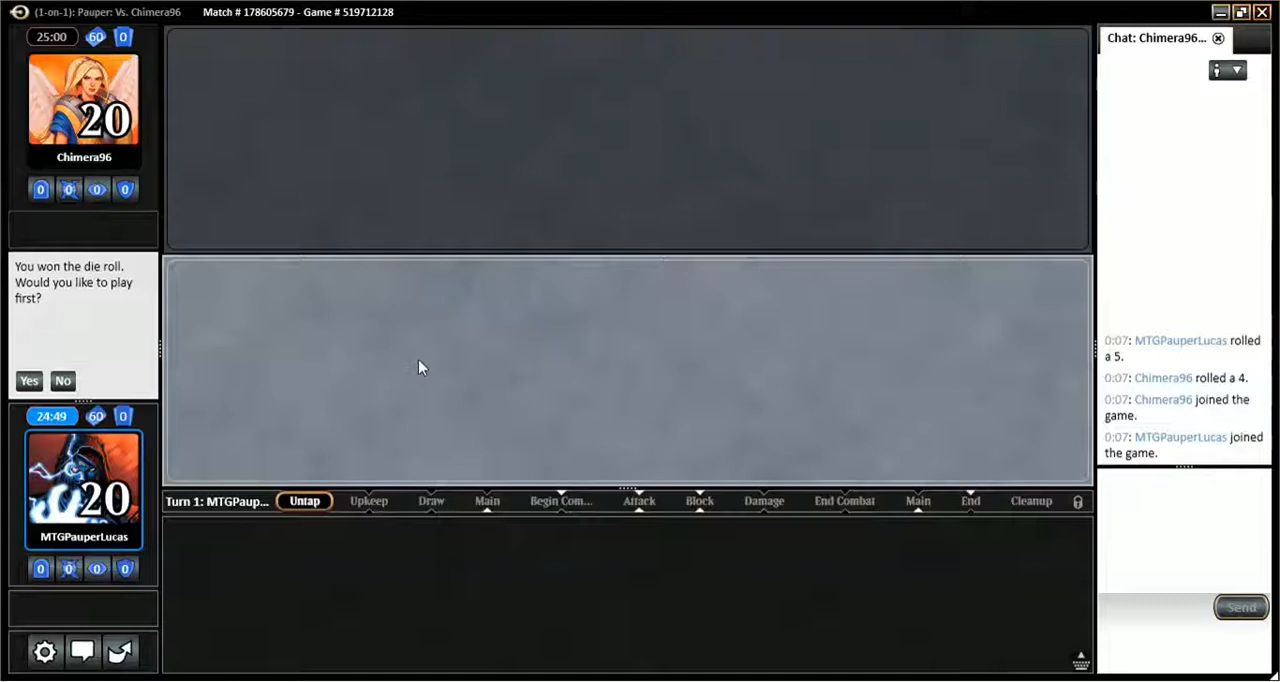 (1-on-1): Pauper: Vs. Chimera96 Match # 178605679 - Game # 519712128
25:00 60 0
20
Chimera96
0 0 0 0
You won the die roll.
Would you like to play
first?
Yes No
24:49 60 0
20
MTGPauperLucas
0 0 0 0
Turn 1: MTGPaup... Untap Upkeep Draw Main Begin Com... Attack Block Damage End Combat Main End Cleanup
Chat: Chimera96...
0:07: MTGPauperLucas rolled
a 5.
0:07: Chimera96 rolled a 4.
0:07: Chimera96 joined the
game.
0:07: MTGPauperLucas joined
the game.
Send